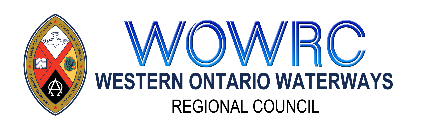 WOWRC
WESTERN ONTARIO WATERWAYS
REGIONAL COUNCIL